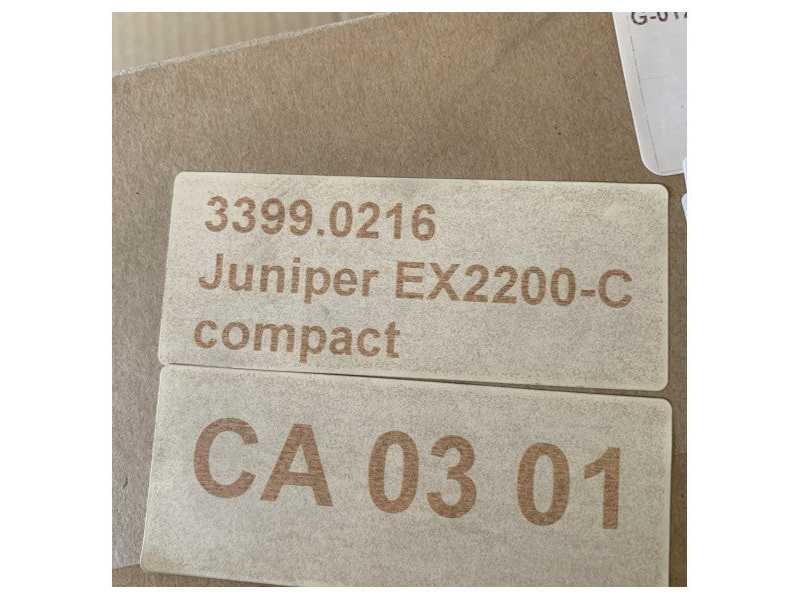 3399.0216
Juniper EX2200-C
compact
CA 03 01